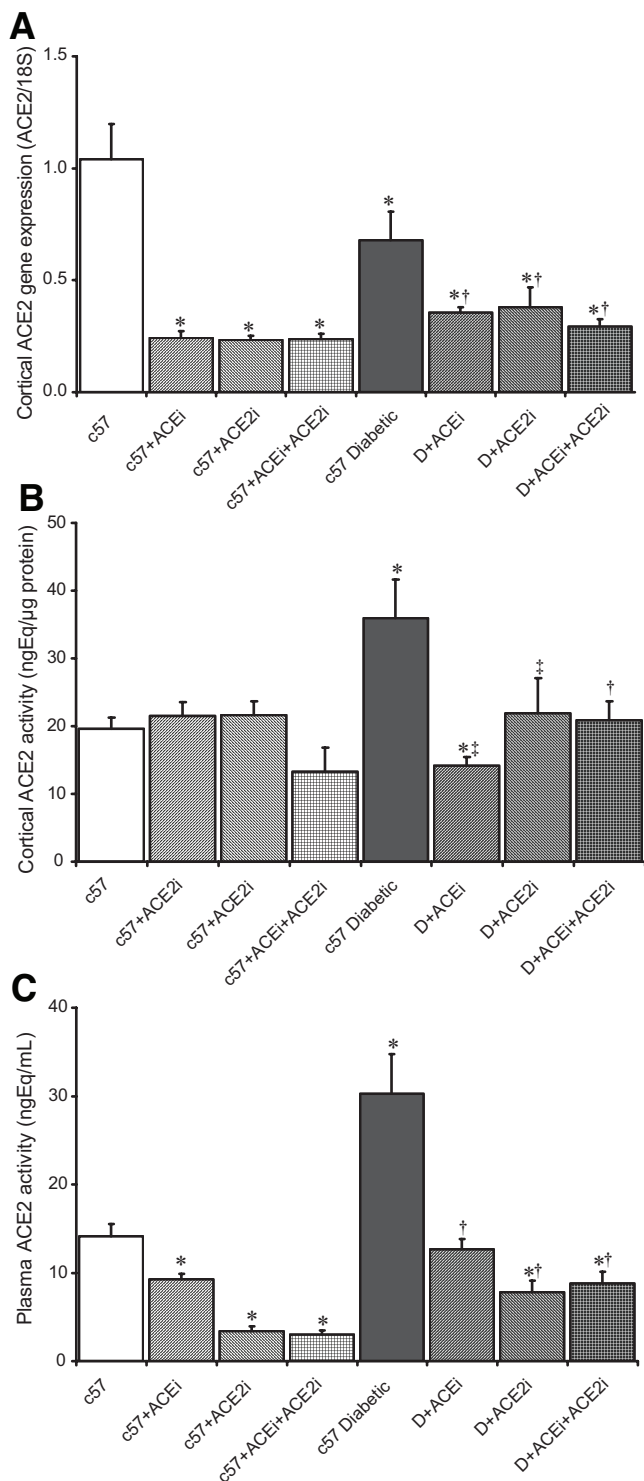 A
Cortical ACE2 gene expression (ACE2/18S)
1.5
1.0
0.5
0.0
* * * * *† *† *†
c57 c57+ACEi c57+ACE2i c57+ACEi+ACE2i c57 Diabetic D+ACEi D+ACE2i D+ACEi+ACE2i
B
Cortical ACE2 activity (ngEq/µg protein)
50
40
30
20
10
0
* *‡ ‡ †
c57 c57+ACE2i c57+ACE2i c57+ACEi+ACE2i c57 Diabetic D+ACEi D+ACE2i D+ACEi+ACE2i
C
Plasma ACE2 activity (ngEq/mL)
40
30
20
10
0
* * * * † *† *†
c57 c57+ACEi c57+ACE2i c57+ACEi+ACE2i c57 Diabetic D+ACEi D+ACE2i D+ACEi+ACE2i